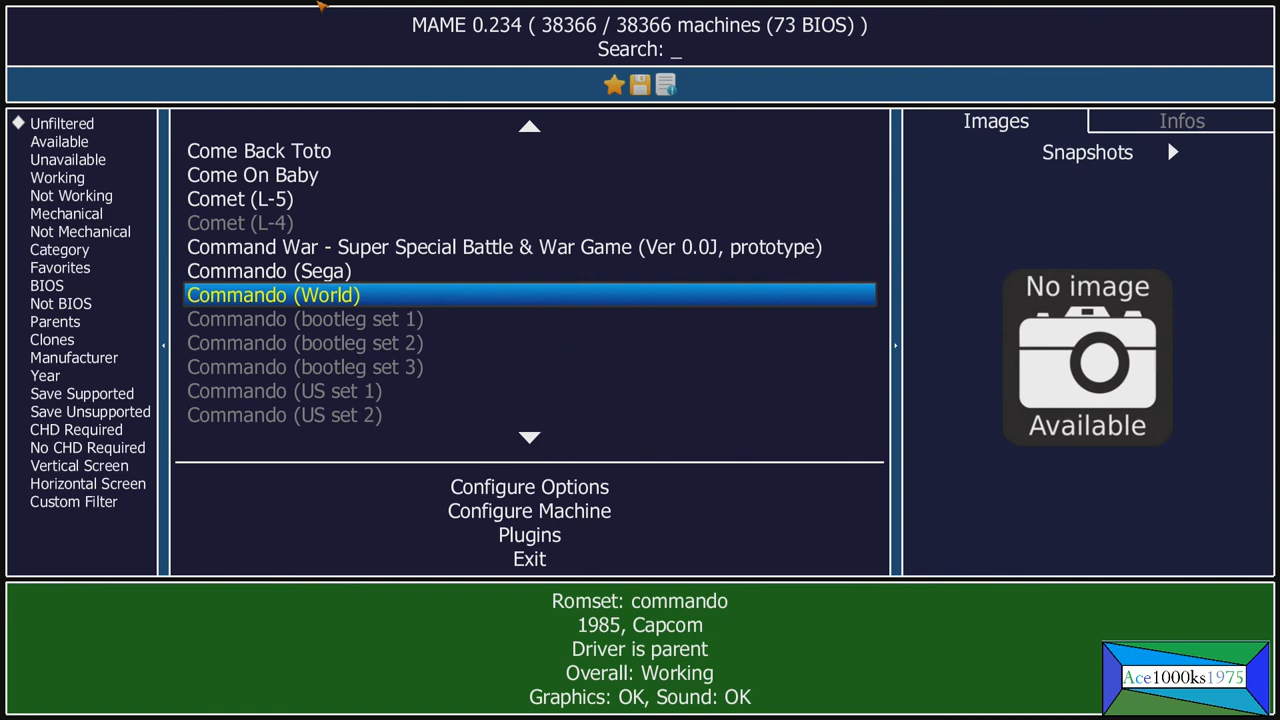 MAME 0.234 ( 38366 / 38366 machines (73 BIOS) )
Search: _
Unfiltered
Available
Unavailable
Working
Not Working
Mechanical
Not Mechanical
Category
Favorites
BIOS
Not BIOS
Parents
Clones
Manufacturer
Year
Save Supported
Save Unsupported
CHD Required
No CHD Required
Vertical Screen
Horizontal Screen
Custom Filter
Come Back Toto
Come On Baby
Comet (L-5)
Comet (L-4)
Command War - Super Special Battle & War Game (Ver 0.0J, prototype)
Commando (Sega)
Commando (World)
Commando (bootleg set 1)
Commando (bootleg set 2)
Commando (bootleg set 3)
Commando (US set 1)
Commando (US set 2)
Configure Options
Configure Machine
Plugins
Exit
Images
Infos
Snapshots
No image
Available
Romset: commando
1985, Capcom
Driver is parent
Overall: Working
Graphics: OK, Sound: OK
Ace1000ks1975